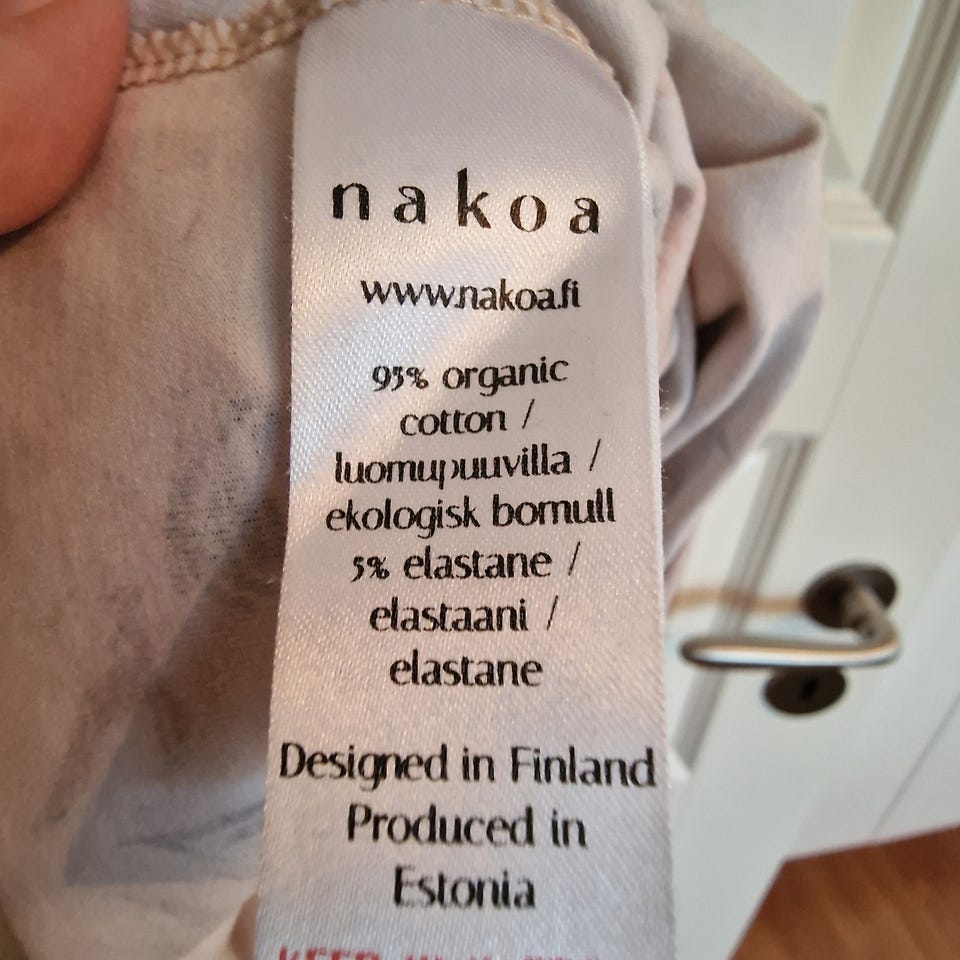 nakoa
www.nakoa.fi
95% organic
cotton /
luomupuuvilla /
ekologisk bomull
5% elastane /
elastaani /
elastane
Designed in Finland
Produced in
Estonia
KEEP